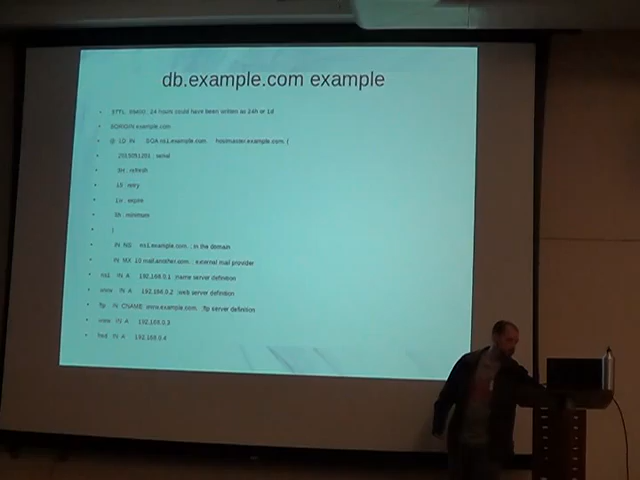 db.example.com example
$TTL 86400 ; 24 hours could have been written as 24h or 1d
$ORIGIN example.com.
@ 1D IN SOA ns1.example.com. hostmaster.example.com. (
; serial
3H ; refresh
15 ; retry
1w ; expire
3h ; minimum
)
IN NS ns1.example.com. ; in the domain
IN MX 10 mail.another.com. ; external mail provider
ns1 IN A 192.168.0.1 ;name server definition
www IN A 192.168.0.2 ;web server definition
ftp IN CNAME www.example.com. ;ftp server definition
www IN A 192.168.0.3
fred IN A 192.168.0.4